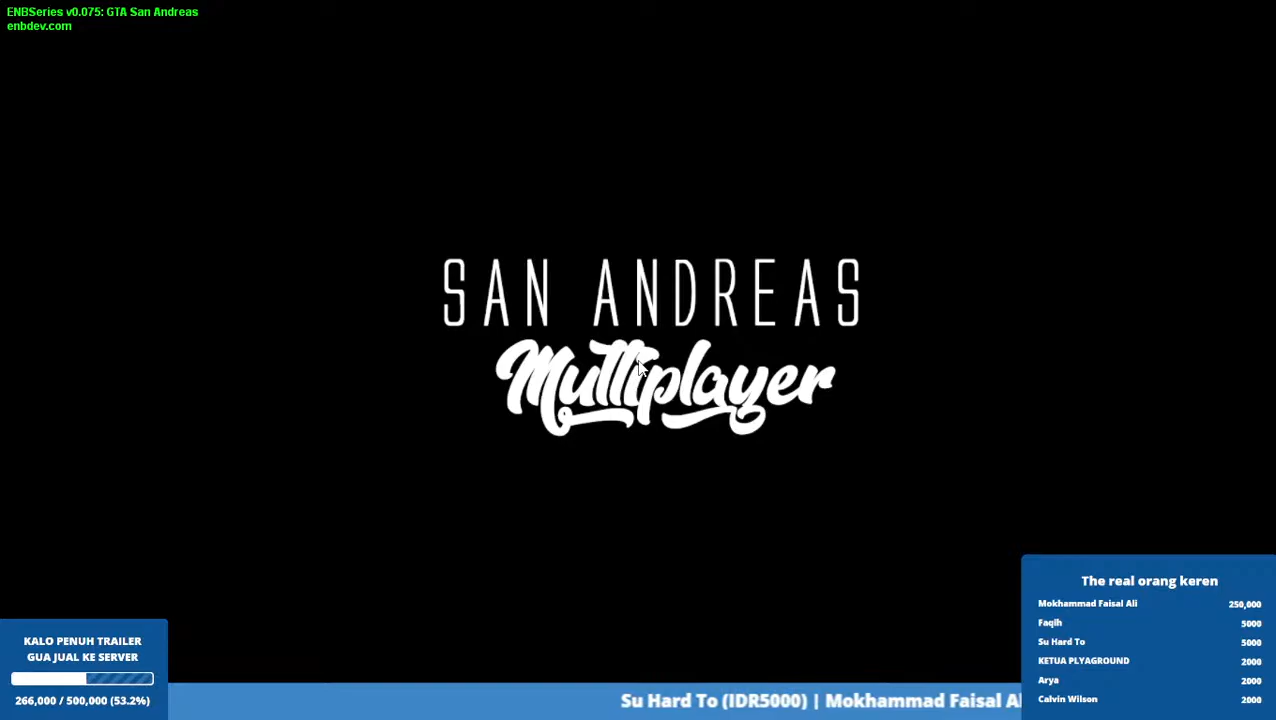 ENBSeries v0.075: GTA San Andreas
enbdev.com
SAN ANDREAS
Multiplayer
The real orang keren
Mokhammad Faisal Ali 250,000
Faqih 5000
Su Hard To 5000
KETUA PLYAGROUND 2000
Arya 2000
Calvin Wilson 2000
KALO PENUH TRAILER
GUA JUAL KE SERVER
266,000 / 500,000 (53.2%)
Su Hard To (IDR5000) | Mokhammad Faisal Al